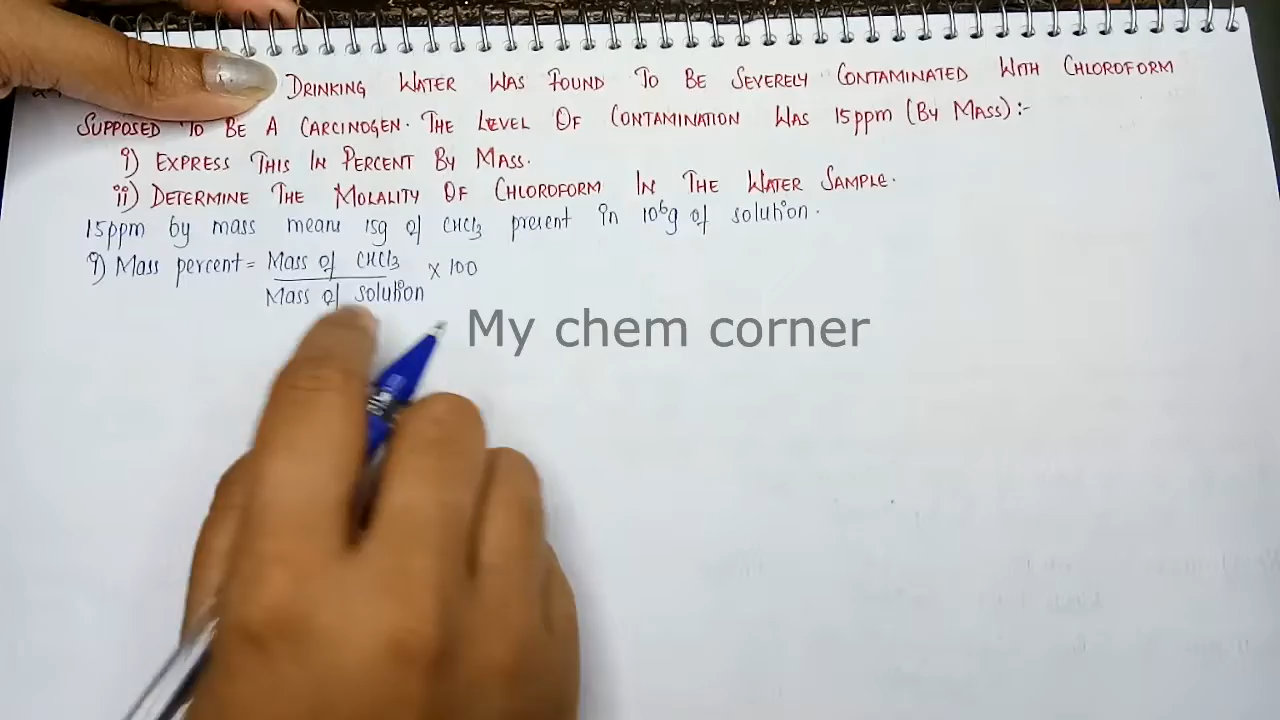 DRINKING WATER WAS FOUND TO BE SEVERELY CONTAMINATED WITH CHLOROFORM
SUPPOSED TO BE A CARCINOGEN. THE LEVEL OF CONTAMINATION WAS 15ppm (BY MASS):-
i) EXPRESS THIS IN PERCENT BY MASS.
ii) DETERMINE THE MOLALITY OF CHLOROFORM IN THE WATER SAMPLE.
15ppm by mass means 15g of CHCl₃ present in 10⁶g of solution.
i) Mass percent = Mass of CHCl₃ × 100
Mass of solution
My chem corner